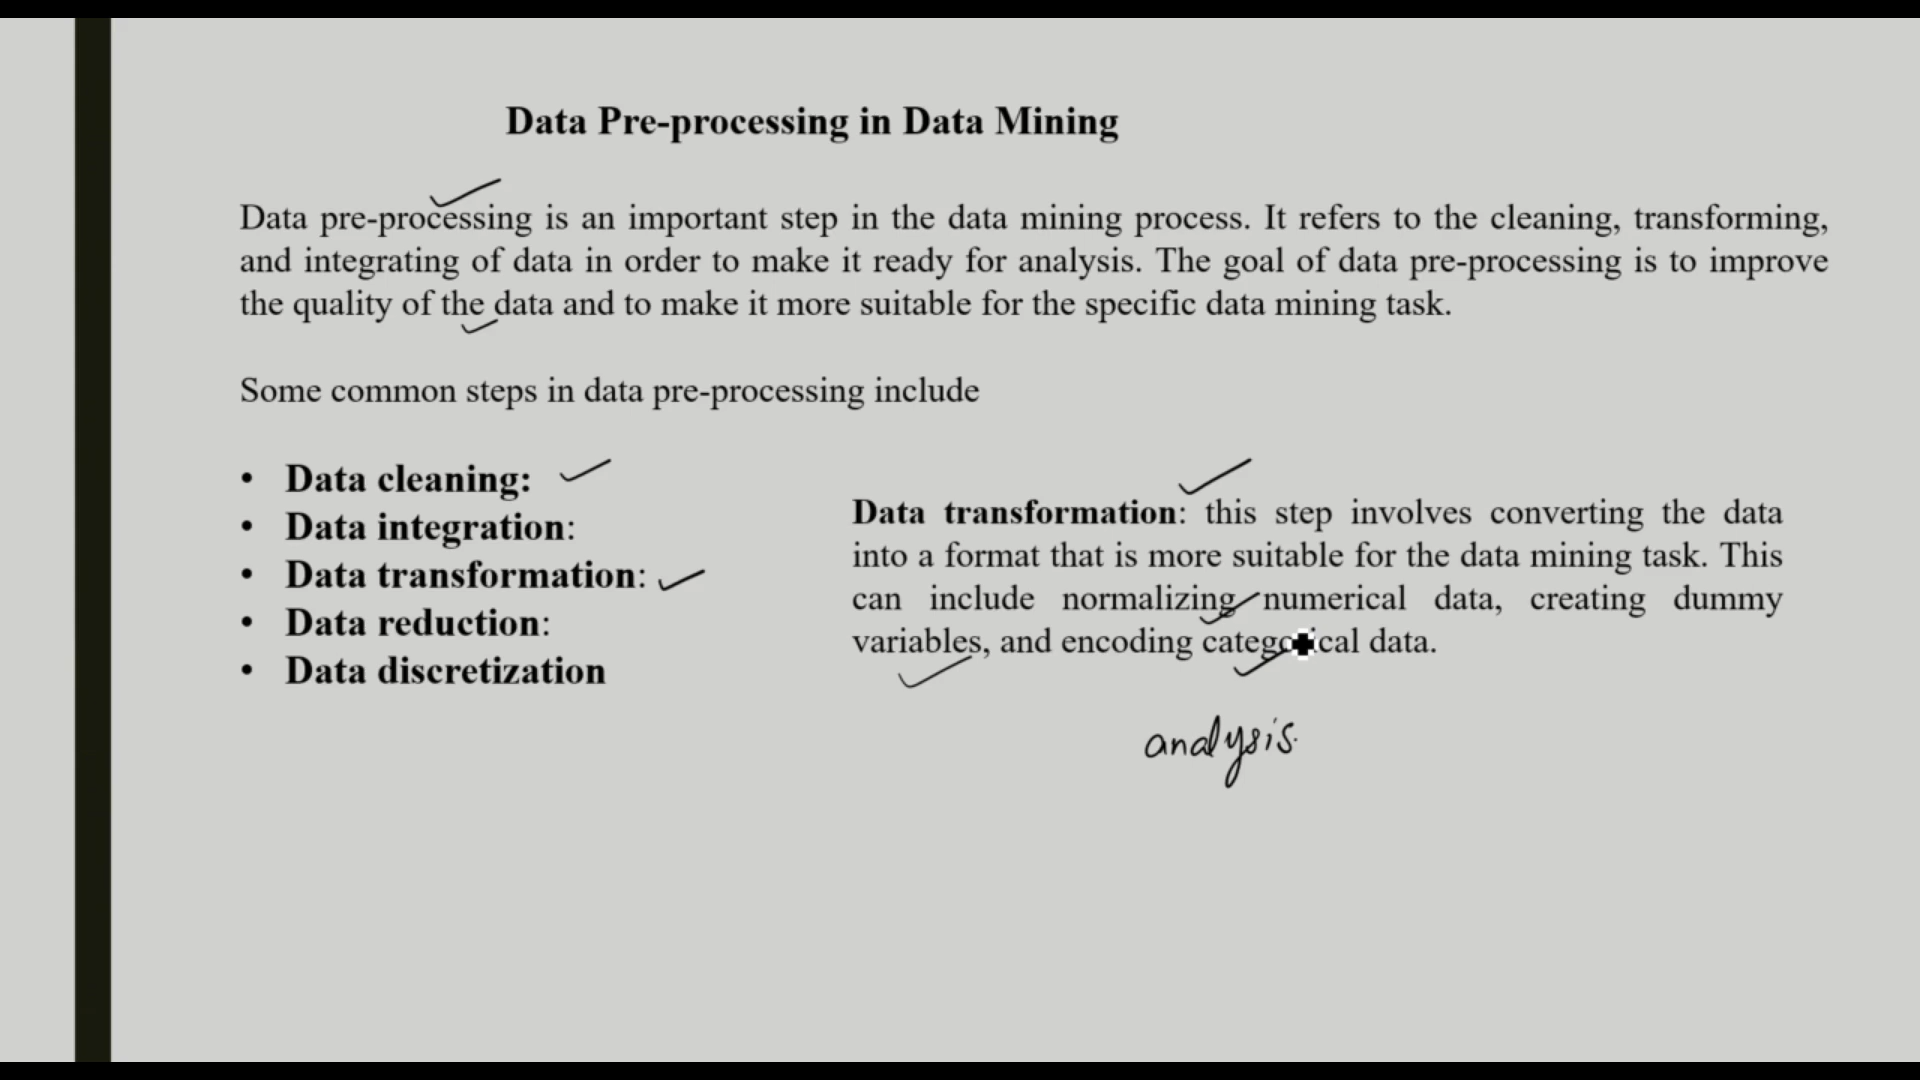 Data Pre-processing in Data Mining
Data pre-processing is an important step in the data mining process. It refers to the cleaning, transforming,
and integrating of data in order to make it ready for analysis. The goal of data pre-processing is to improve
the quality of the data and to make it more suitable for the specific data mining task.
Some common steps in data pre-processing include
• Data cleaning:
• Data integration:
• Data transformation:
• Data reduction:
• Data discretization
Data transformation: this step involves converting the data
into a format that is more suitable for the data mining task. This
can include normalizing numerical data, creating dummy
variables, and encoding categorical data.
analysis.